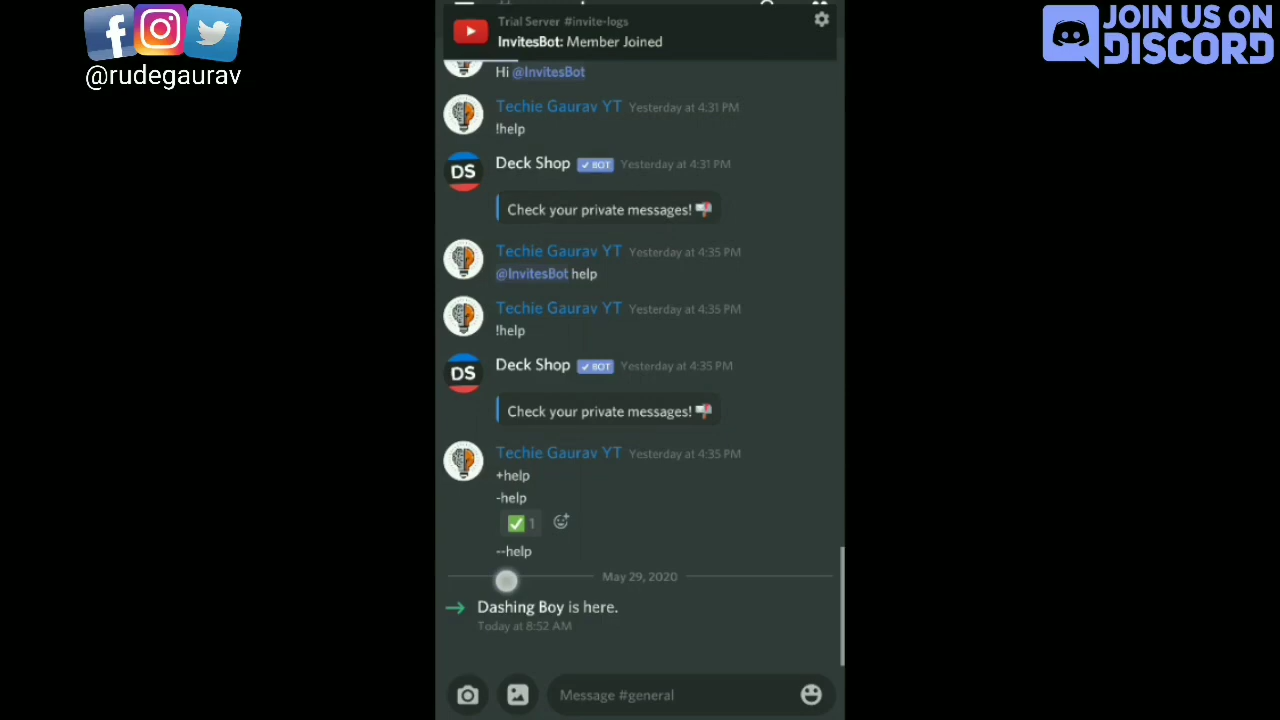 @rudegaurav
JOIN US ON
DISCORD
Trial Server #invite-logs
InvitesBot: Member Joined
Hi @InvitesBot
Techie Gaurav YT Yesterday at 4:31 PM
!help
Deck Shop ✔ BOT Yesterday at 4:31 PM
DS
Check your private messages!
Techie Gaurav YT Yesterday at 4:35 PM
@InvitesBot help
Techie Gaurav YT Yesterday at 4:35 PM
!help
Deck Shop ✔ BOT Yesterday at 4:35 PM
DS
Check your private messages!
Techie Gaurav YT Yesterday at 4:35 PM
+help
-help
1
--help
May 29, 2020
Dashing Boy is here.
Today at 8:52 AM
Message #general